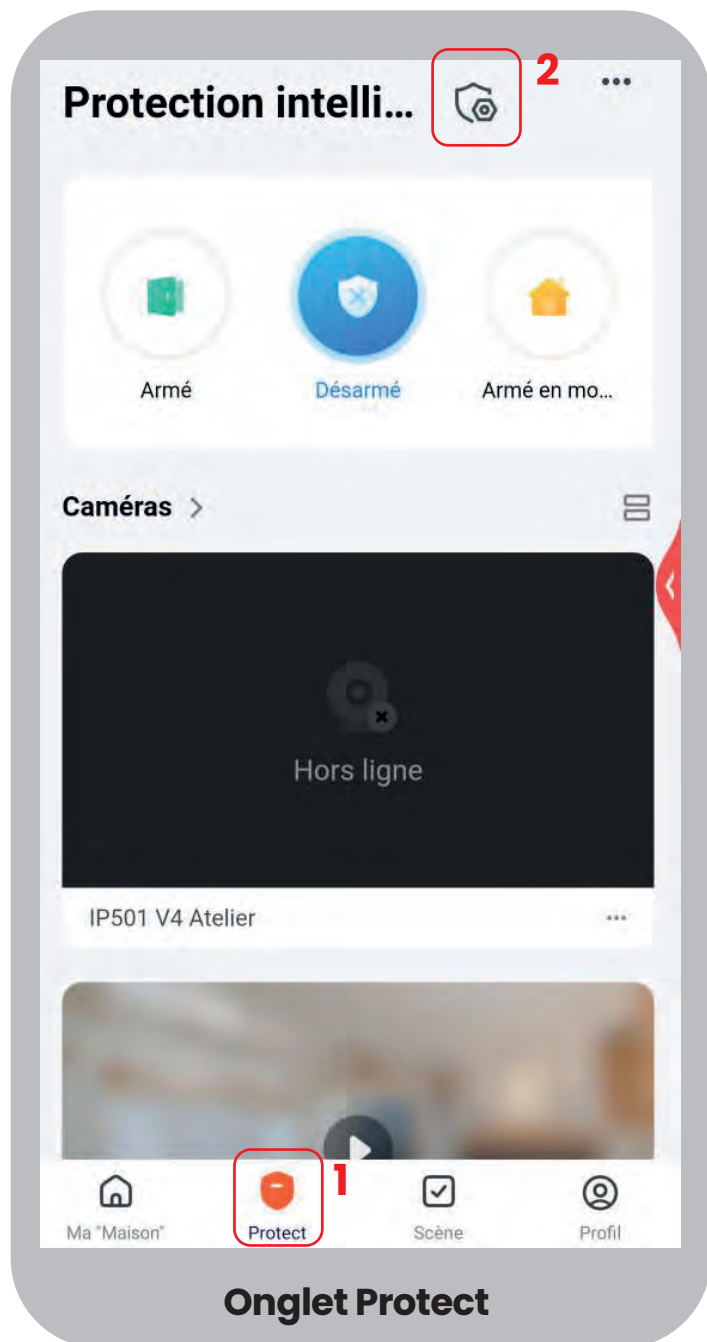 Protection intelli...
2
Armé
Désarmé
Armé en mo...
Caméras
Hors ligne
IP501 V4 Atelier
1
Ma "Maison"
Protect
Scène
Profil
Onglet Protect